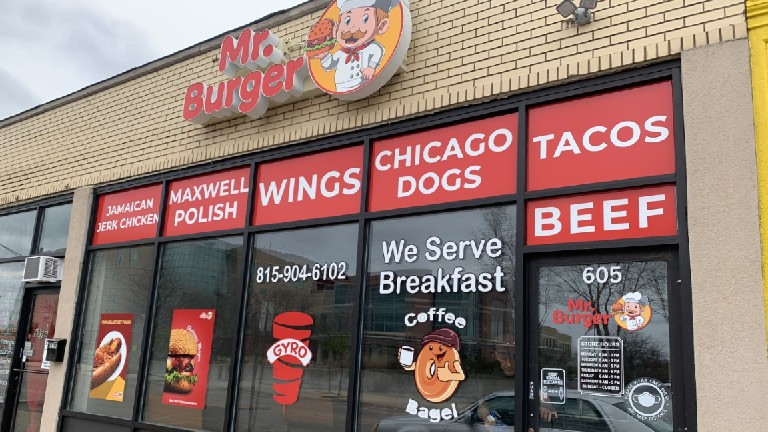 Mr.
Burger
JAMAICAN
JERK CHICKEN
MAXWELL
POLISH
WINGS
CHICAGO
DOGS
TACOS
BEEF
815-904-6102
We Serve
Breakfast
605
Mr.
Burger
GYRO
Coffee
Bagel
STORE HOURS